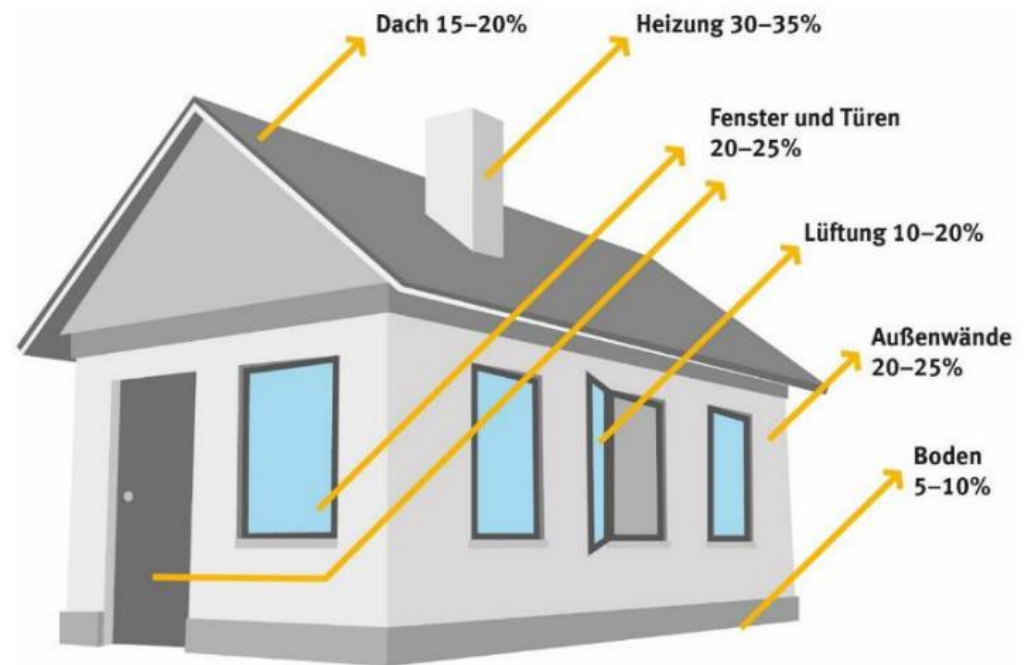 Dach 15–20%
Heizung 30–35%
Fenster und Türen
20–25%
Lüftung 10–20%
Außenwände
20–25%
Boden
5–10%